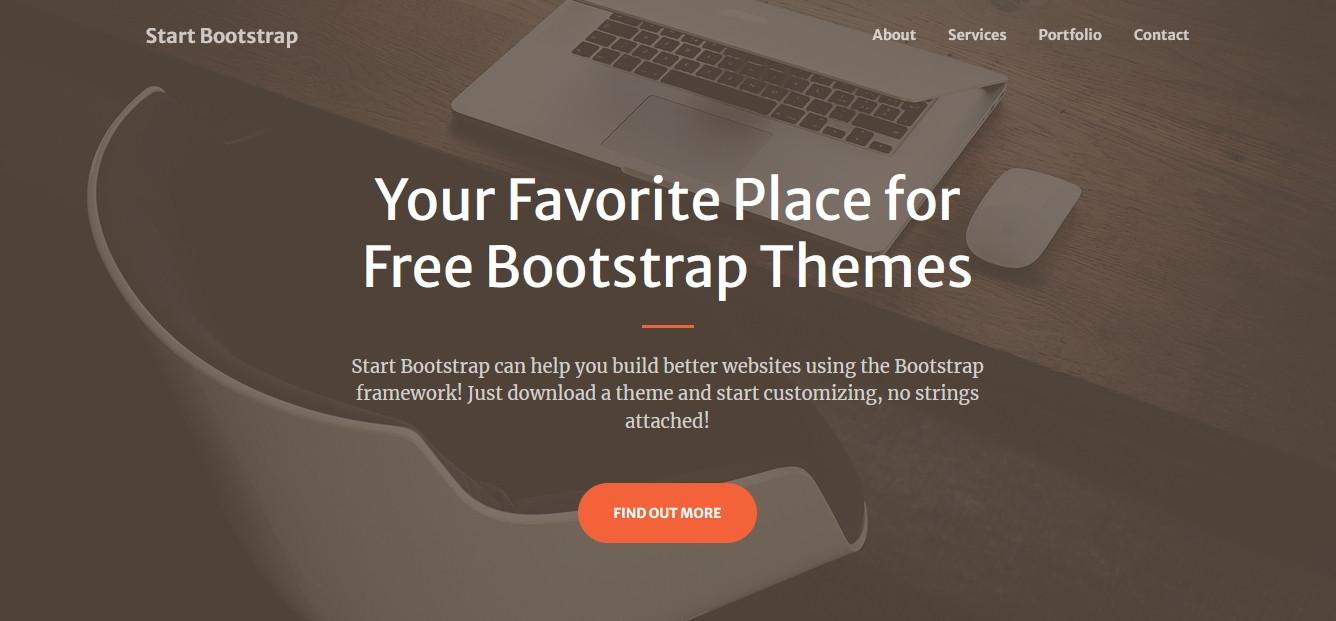 Start Bootstrap
About Services Portfolio Contact
Your Favorite Place for
Free Bootstrap Themes
Start Bootstrap can help you build better websites using the Bootstrap
framework! Just download a theme and start customizing, no strings
attached!
FIND OUT MORE